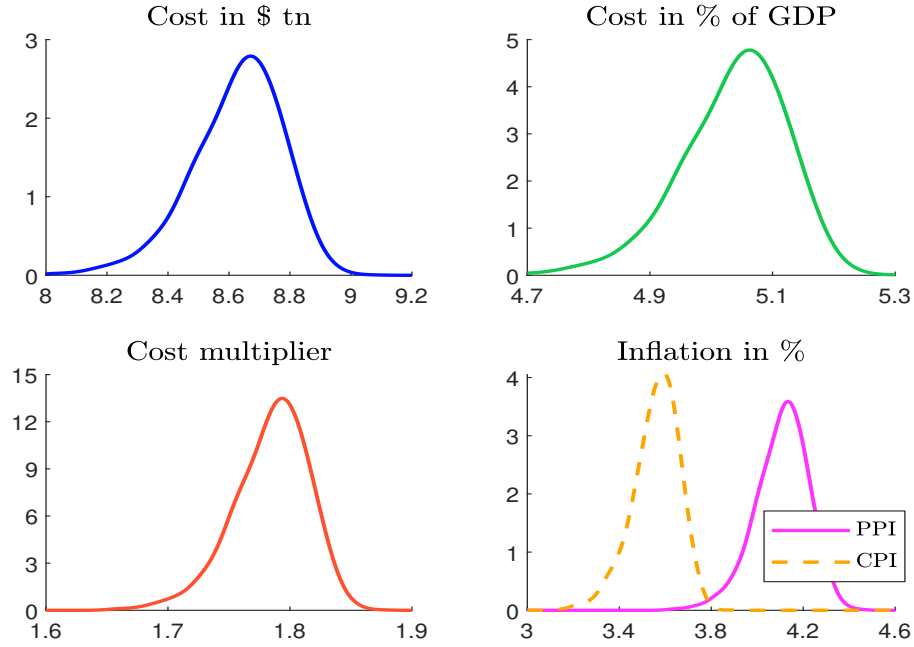 Cost in $ tn
3
2
1
0
8 8.2 8.4 8.6 8.8 9 9.2
Cost in % of GDP
5
4
3
2
1
0
4.7 4.9 5.1 5.3
Cost multiplier
15
12
9
6
3
0
1.6 1.7 1.8 1.9
Inflation in %
4
3
2
1
0
3 3.4 3.8 4.2 4.6
PPI
CPI